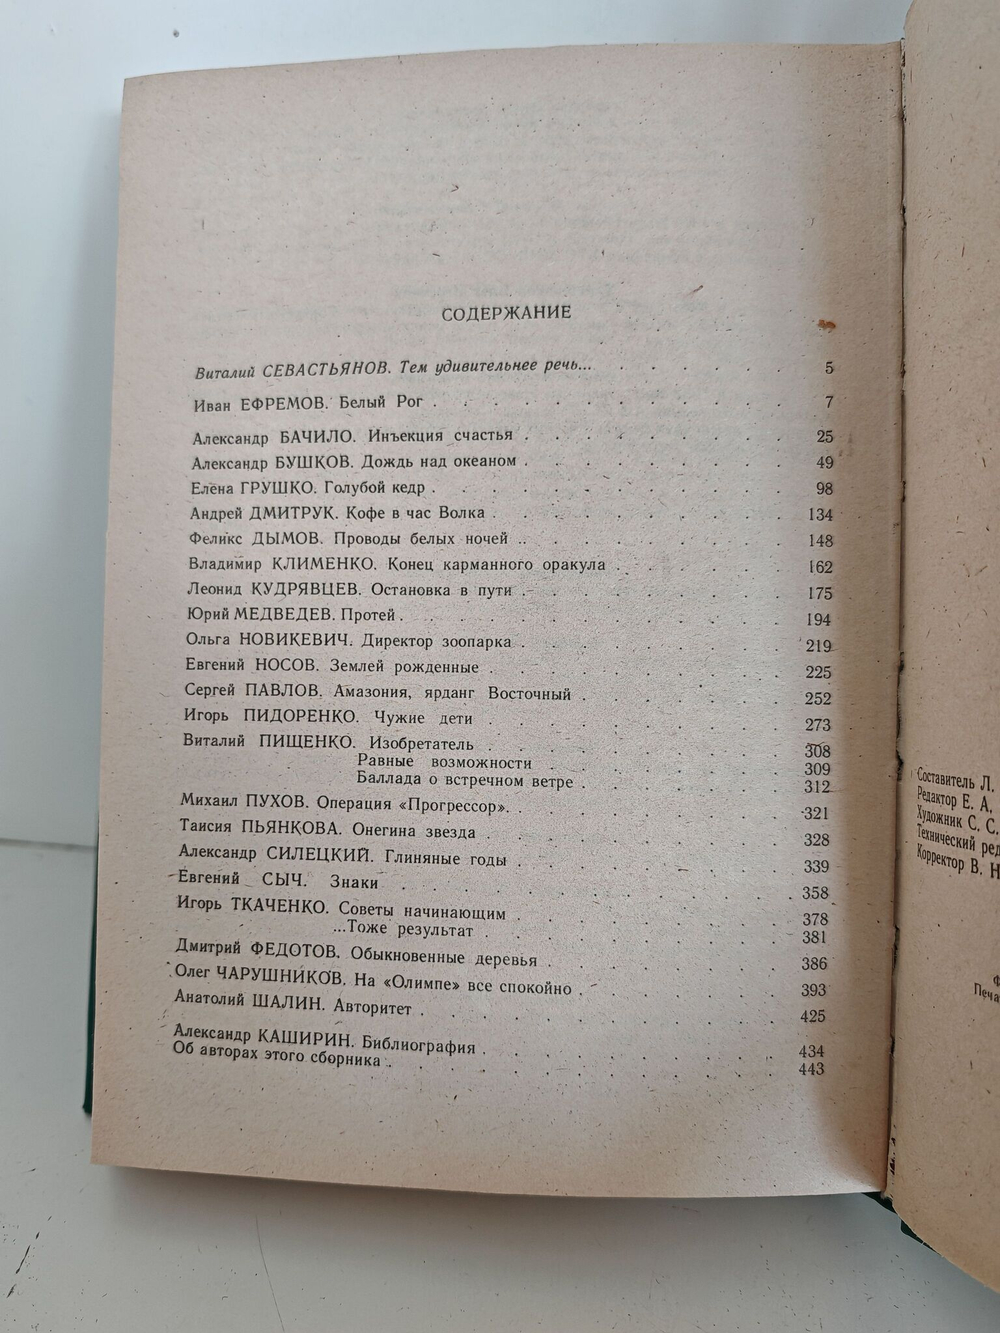 СОДЕРЖАНИЕ
Виталий СЕВАСТЬЯНОВ. Тем удивительнее речь... 5
Иван ЕФРЕМОВ. Белый Рог 7
Александр БАЧИЛО. Инъекция счастья 25
Александр БУШКОВ. Дождь над океаном 49
Елена ГРУШКО. Голубой кедр 98
Андрей ДМИТРУК. Кофе в час Волка 134
Феликс ДЫМОВ. Проводы белых ночей 148
Владимир КЛИМЕНКО. Конец карманного оракула 162
Леонид КУДРЯВЦЕВ. Остановка в пути 175
Юрий МЕДВЕДЕВ. Протей 194
Ольга НОВИКЕВИЧ. Директор зоопарка 219
Евгений НОСОВ. Землей рожденные 225
Сергей ПАВЛОВ. Амазония, ярданг Восточный 252
Игорь ПИДОРЕНКО. Чужие дети 273
Виталий ПИЩЕНКО. Изобретатель 308
Равные возможности 309
Баллада о встречном ветре 312
Михаил ПУХОВ. Операция «Прогрессор». 321
Таисия ПЬЯНКОВА. Онегина звезда 328
Александр СИЛЕЦКИЙ. Глиняные годы 339
Евгений СЫЧ. Знаки 358
Игорь ТКАЧЕНКО. Советы начинающим 378
...Тоже результат 381
Дмитрий ФЕДОТОВ. Обыкновенные деревья 386
Олег ЧАРУШНИКОВ. На «Олимпе» все спокойно 393
Анатолий ШАЛИН. Авторитет 425
Александр КАШИРИН. Библиография 434
Об авторах этого сборника 443
Составитель Л.
Редактор Е. А.
Художник С. С.
Технический ред
Корректор В. Н